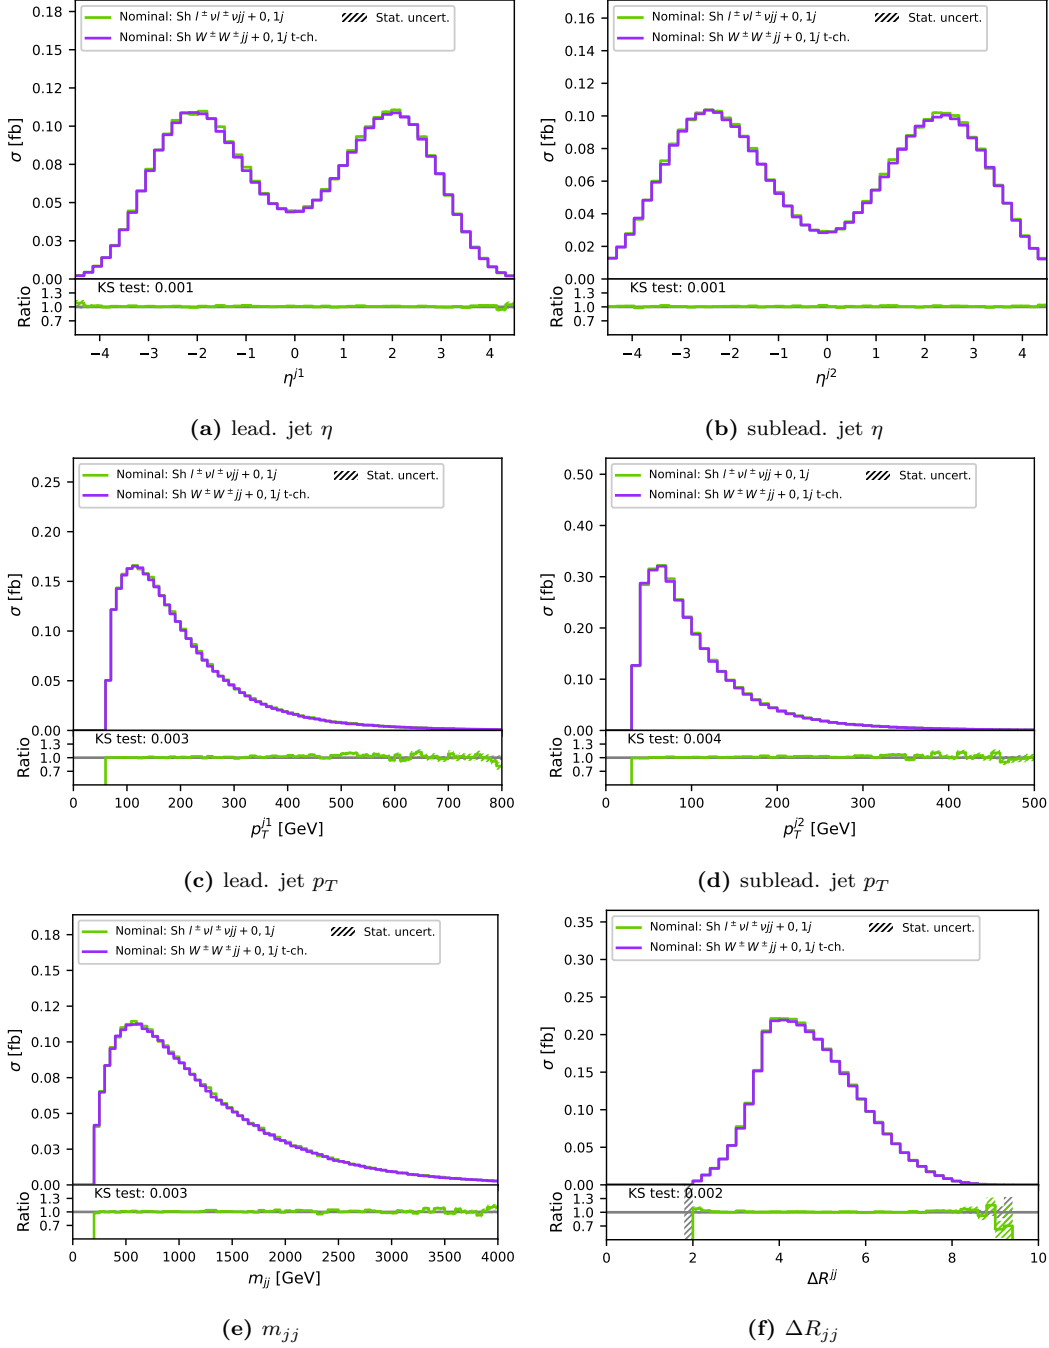 Nominal: Sh l± νl± νjj + 0, 1j
Stat. uncert.
Nominal: Sh W± W± jj + 0, 1j t-ch.
0.18
0.15
0.13
0.10
0.08
0.05
0.03
0.00
σ [fb]
KS test: 0.001
1.3
1.0
0.7
Ratio
−4 −3 −2 −1 0 1 2 3 4
η^j1
(a) lead. jet η
Nominal: Sh l± νl± νjj + 0, 1j
Stat. uncert.
Nominal: Sh W± W± jj + 0, 1j t-ch.
0.16
0.14
0.12
0.10
0.08
0.06
0.04
0.02
0.00
σ [fb]
KS test: 0.001
1.3
1.0
0.7
Ratio
−4 −3 −2 −1 0 1 2 3 4
η^j2
(b) sublead. jet η
Nominal: Sh l± νl± νjj + 0, 1j
Stat. uncert.
Nominal: Sh W± W± jj + 0, 1j t-ch.
0.25
0.20
0.15
0.10
0.05
0.00
σ [fb]
KS test: 0.003
1.3
1.0
0.7
Ratio
0 100 200 300 400 500 600 700 800
p_T^j1 [GeV]
(c) lead. jet p_T
Nominal: Sh l± νl± νjj + 0, 1j
Stat. uncert.
Nominal: Sh W± W± jj + 0, 1j t-ch.
0.50
0.40
0.30
0.20
0.10
0.00
σ [fb]
KS test: 0.004
1.3
1.0
0.7
Ratio
0 100 200 300 400 500
p_T^j2 [GeV]
(d) sublead. jet p_T
Nominal: Sh l± νl± νjj + 0, 1j
Stat. uncert.
Nominal: Sh W± W± jj + 0, 1j t-ch.
0.18
0.15
0.12
0.10
0.08
0.05
0.03
0.00
σ [fb]
KS test: 0.003
1.3
1.0
0.7
Ratio
0 500 1000 1500 2000 2500 3000 3500 4000
m_jj [GeV]
(e) m_jj
Nominal: Sh l± νl± νjj + 0, 1j
Stat. uncert.
Nominal: Sh W± W± jj + 0, 1j t-ch.
0.35
0.30
0.25
0.20
0.15
0.10
0.05
0.00
σ [fb]
KS test: 0.002
1.3
1.0
0.7
Ratio
0 2 4 6 8 10
ΔR^jj
(f) ΔR_jj